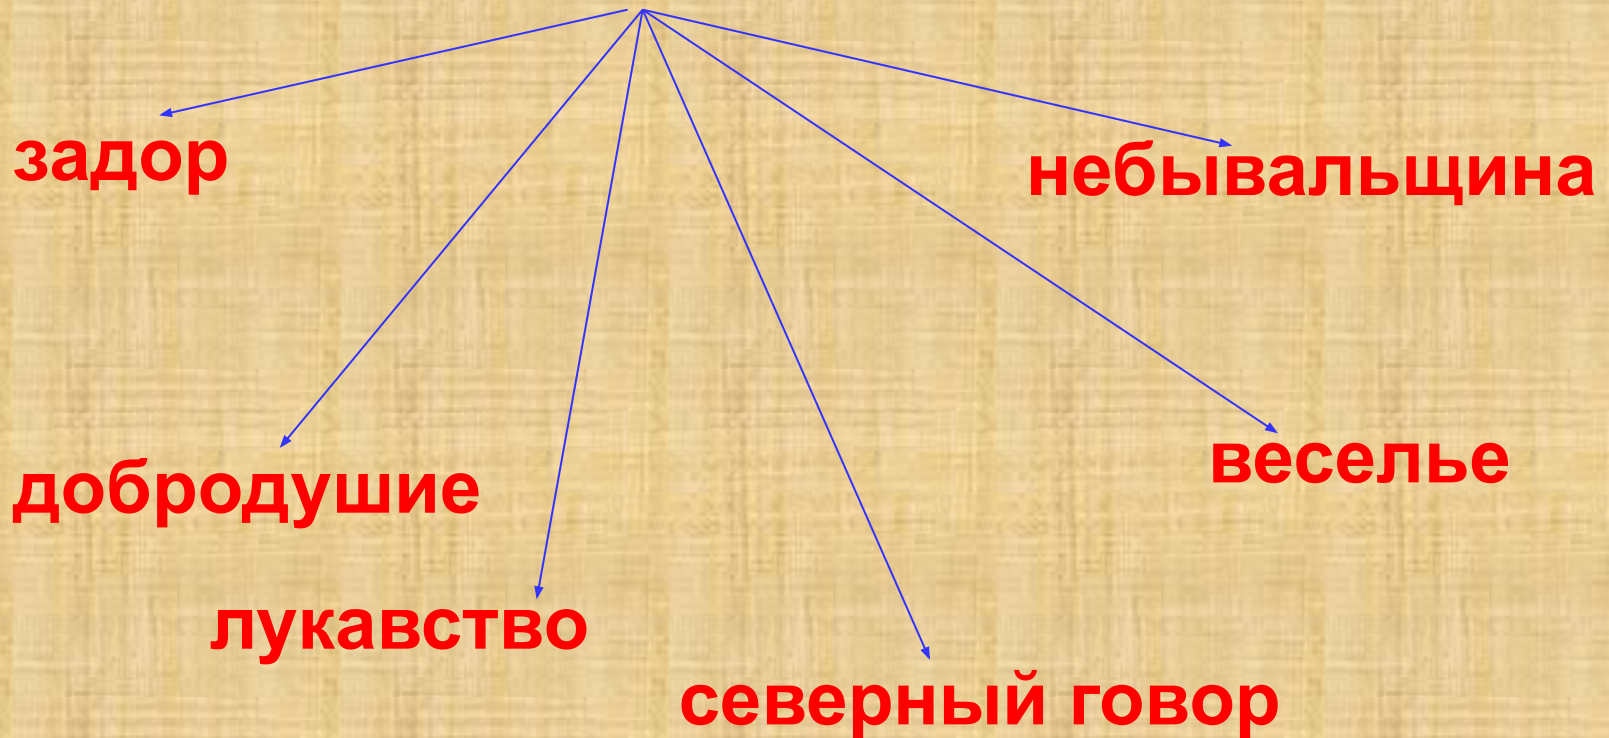 задор
небывальщина
добродушие
веселье
лукавство
северный говор